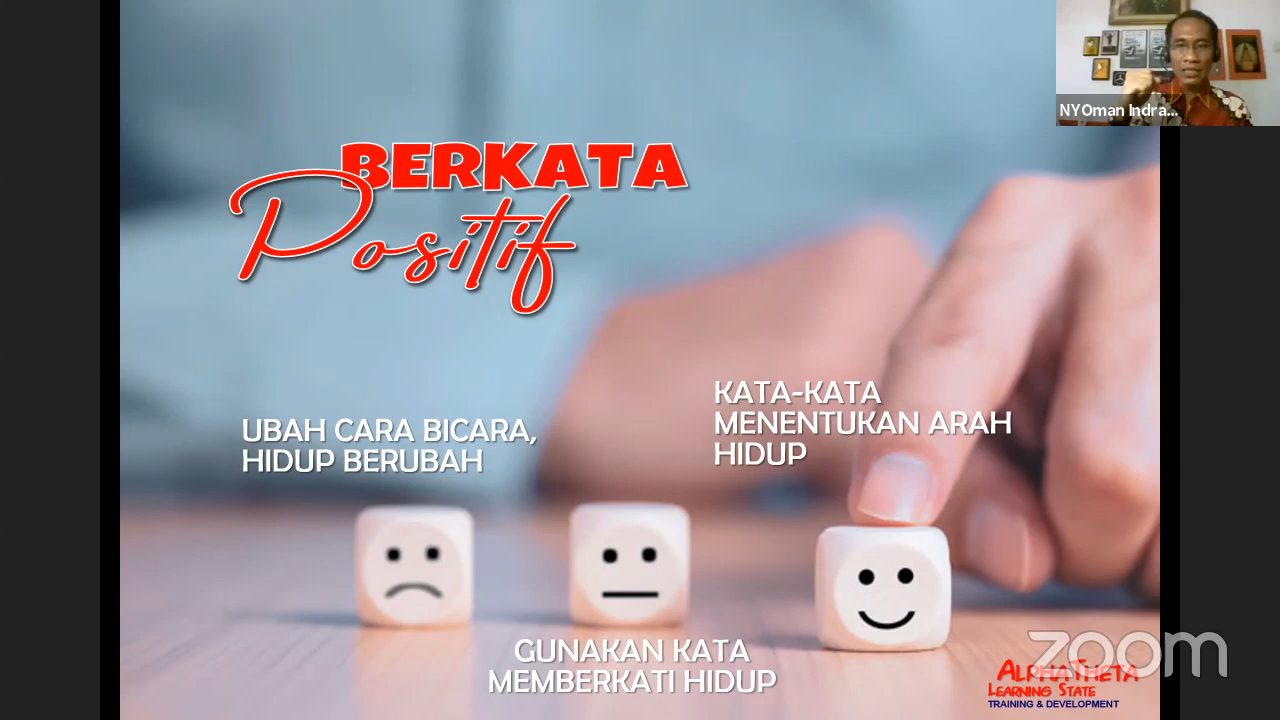 NYOman Indra...
BERKATA
Positif
KATA-KATA
MENENTUKAN ARAH
HIDUP
UBAH CARA BICARA,
HIDUP BERUBAH
GUNAKAN KATA
MEMBERKATI HIDUP
zoom
ALPHATHETA
LEARNING STATE
TRAINING & DEVELOPMENT